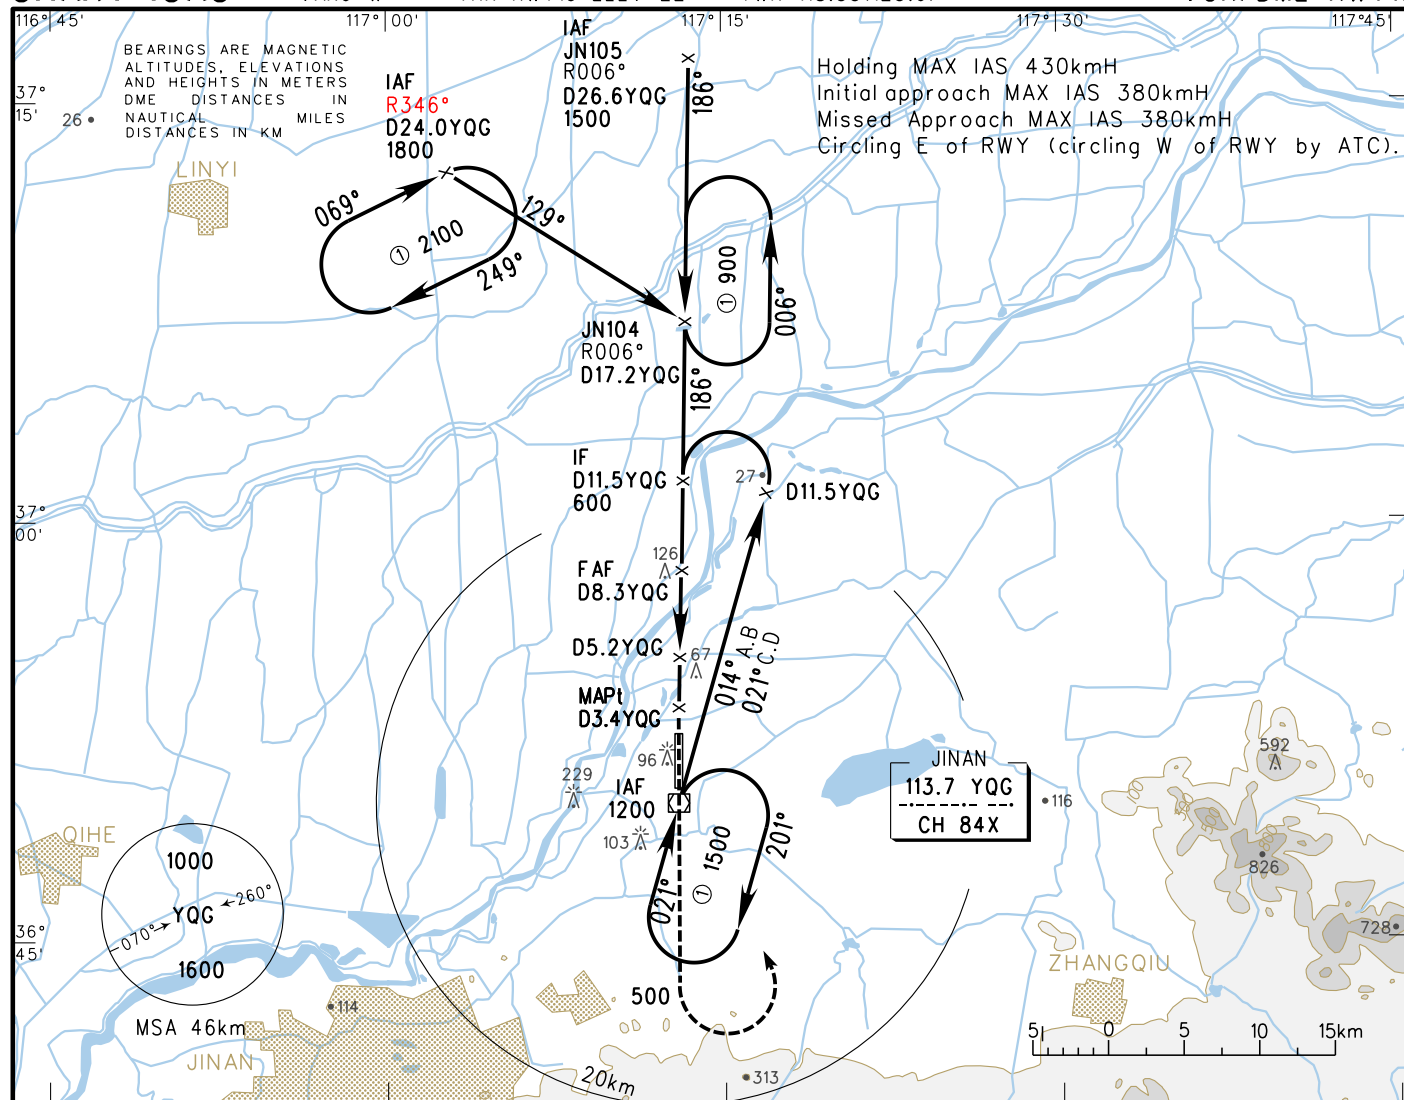 116°45'
117°00'
117°15'
117°30'
117°45'
BEARINGS ARE MAGNETIC
ALTITUDES, ELEVATIONS
AND HEIGHTS IN METERS
DME DISTANCES IN
NAUTICAL MILES
DISTANCES IN KM
IAF
R346°
D24.0YQG
1800
IAF
JN105
R006°
D26.6YQG
1500
186°
Holding MAX IAS 430kmH
Initial approach MAX IAS 380kmH
Missed Approach MAX IAS 380kmH
Circling E of RWY (circling W of RWY by ATC).
37°
15'
26
LINYI
069°
① 2100
249°
129°
① 900
006°
JN104
R006°
D17.2YQG
186°
IF
D11.5YQG
600
27
D11.5YQG
37°
00'
126
FAF
D8.3YQG
D5.2YQG
67
014° A.B
021° C.D
MAPt
D3.4YQG
96
229
IAF
1200
103
JINAN
113.7 YQG
CH 84X
116
592
826
728
QIHE
1000
YQG
260°
070°
1600
MSA 46km
021°
① 1500
201°
36°
45'
500
ZHANGQIU
114
JINAN
20km
313
5 0 5 10 15km